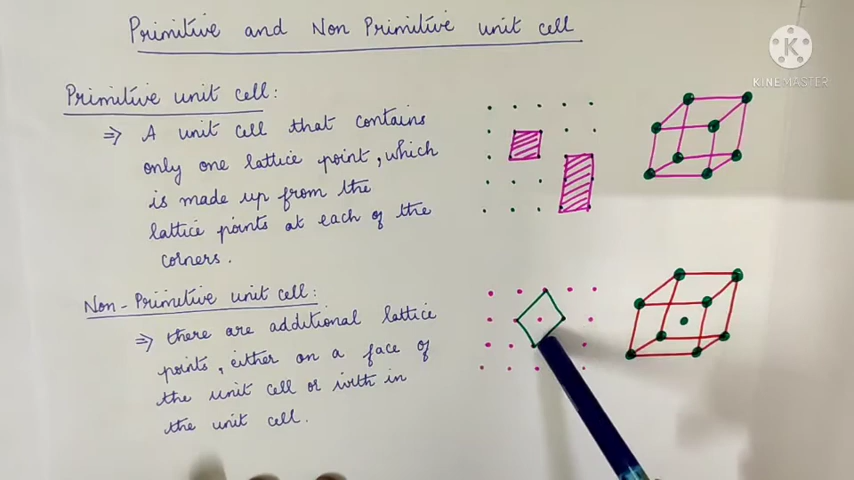 Primitive and Non Primitive unit cell
Primitive unit cell:
⇒ A unit cell that contains
only one lattice point, which
is made up from the
lattice points at each of the
corners.
Non-Primitive unit cell:
⇒ there are additional lattice
points, either on a face of
the unit cell or with in
the unit cell.
K
KINEMASTER